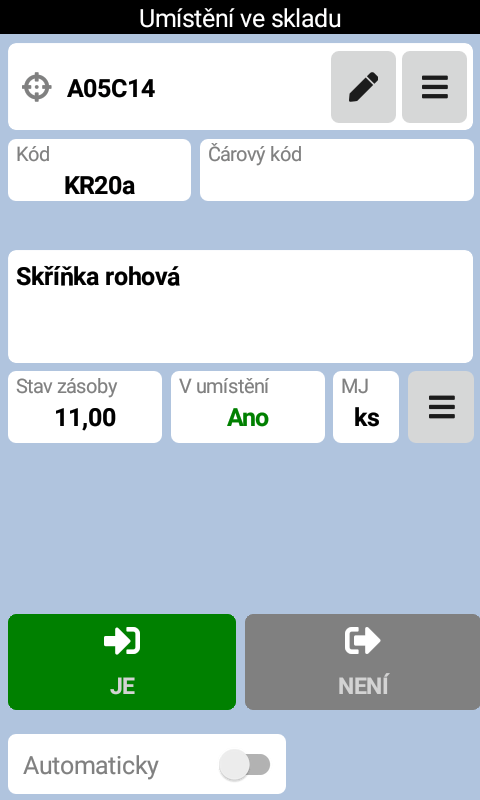 Umístění ve skladu
A05C14
Kód
Čárový kód
KR20a
Skříňka rohová
Stav zásoby
V umístění
MJ
11,00
Ano
ks
JE
NENÍ
Automaticky